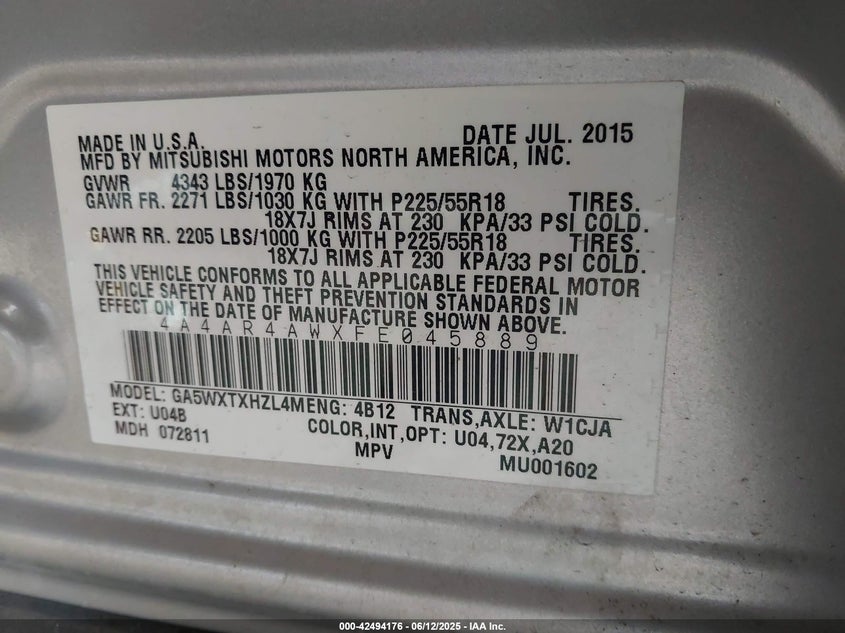 MADE IN U.S.A. DATE JUL. 2015
MFD BY MITSUBISHI MOTORS NORTH AMERICA, INC.
GVWR 4343 LBS/1970 KG
GAWR FR. 2271 LBS/1030 KG WITH P225/55R18 TIRES.
18X7J RIMS AT 230 KPA/33 PSI COLD.
GAWR RR. 2205 LBS/1000 KG WITH P225/55R18 TIRES.
18X7J RIMS AT 230 KPA/33 PSI COLD.
THIS VEHICLE CONFORMS TO ALL APPLICABLE FEDERAL MOTOR
VEHICLE SAFETY AND THEFT PREVENTION STANDARDS IN
EFFECT ON THE DATE OF MANUFACTURE SHOWN ABOVE.
4A4AR4AWXFE045889
MODEL: GA5WXTXHZL4MENG: 4B12 TRANS,AXLE: W1CJA
EXT: U04B COLOR,INT,OPT: U04,72X,A20
MDH 072811 MPV MU001602
000-42494176 - 06/12/2025 - IAA Inc.